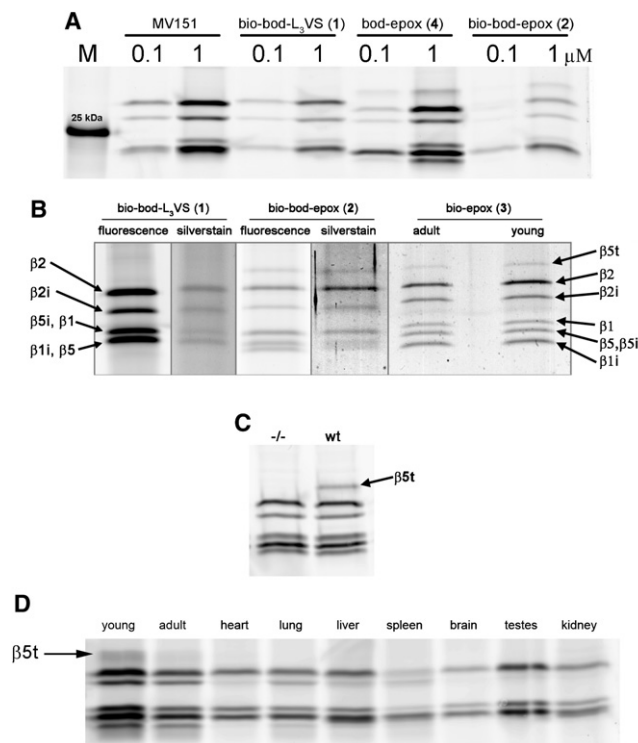 A
MV151 bio-bod-L₃VS (1) bod-epox (4) bio-bod-epox (2)
M 0.1 1 0.1 1 0.1 1 0.1 1 μM
25 kDa
B
bio-bod-L₃VS (1) bio-bod-epox (2) bio-epox (3)
fluorescence silverstain fluorescence silverstain adult young
β5t
β2 β2
β2i β2i
β5i, β1 β1
β1i, β5 β5,β5i
β1i
C
-/- wt
β5t
D
young adult heart lung liver spleen brain testes kidney
β5t